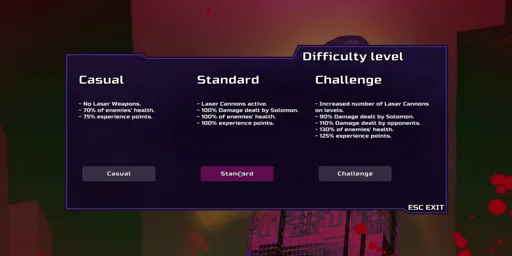 Difficulty level
Casual
- No Laser Weapons.
- 70% of enemies' health.
- 75% experience points.
Casual
Standard
- Laser Cannons active.
- 100% Damage dealt by Solomon.
- 100% of enemies' health.
- 100% experience points.
Standard
Challenge
- Increased number of Laser Cannons
on levels.
- 90% Damage dealt by Solomon.
- 110% Damage dealt by opponents.
- 130% of enemies' health.
- 125% experience points.
Challenge
ESC EXIT